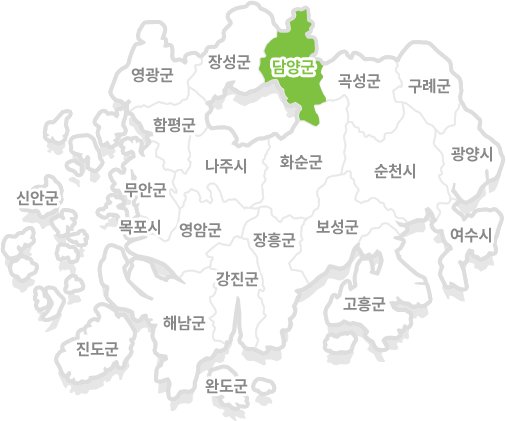 담양군
장성군
영광군
곡성군
구례군
함평군
광양시
나주시
화순군
순천시
신안군
무안군
목포시
영암군
장흥군
보성군
여수시
강진군
고흥군
해남군
진도군
완도군